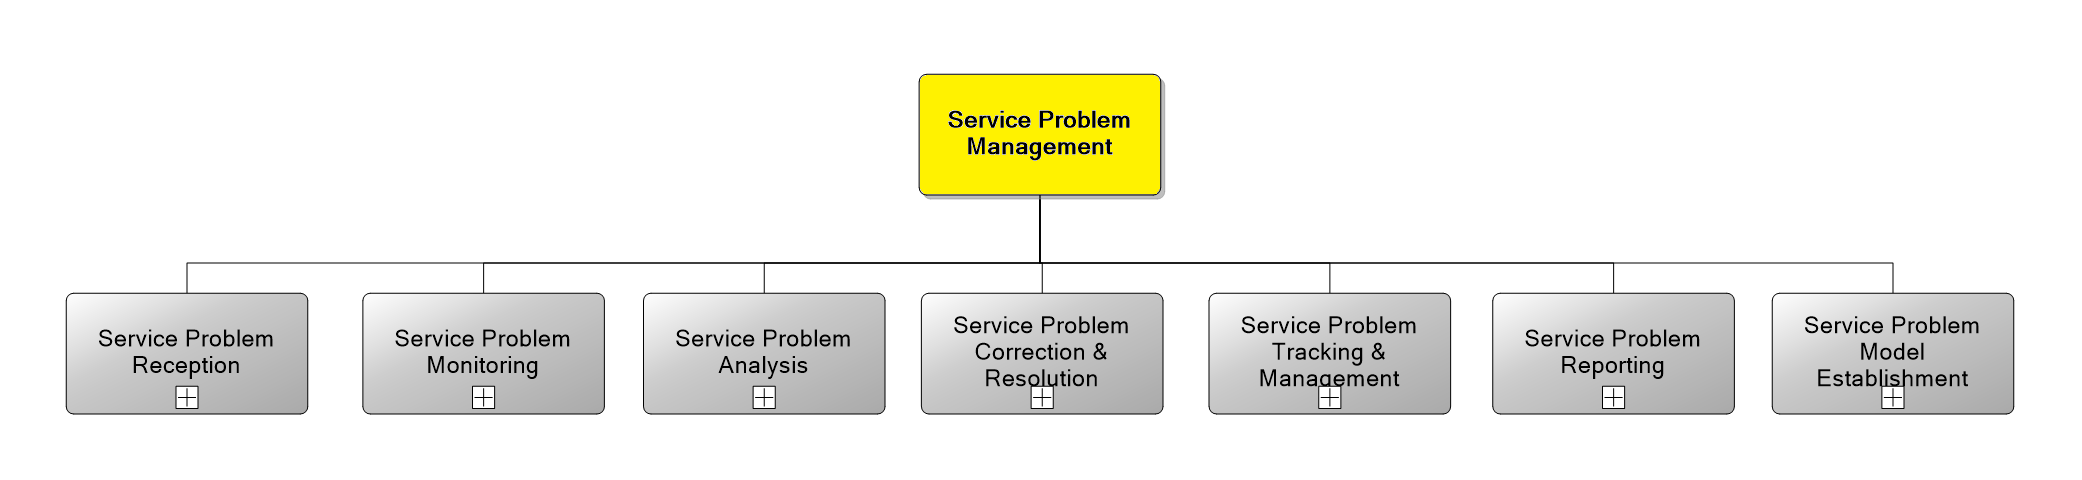 Service Problem
Management
Service Problem
Reception
Service Problem
Monitoring
Service Problem
Analysis
Service Problem
Correction &
Resolution
Service Problem
Tracking &
Management
Service Problem
Reporting
Service Problem
Model
Establishment